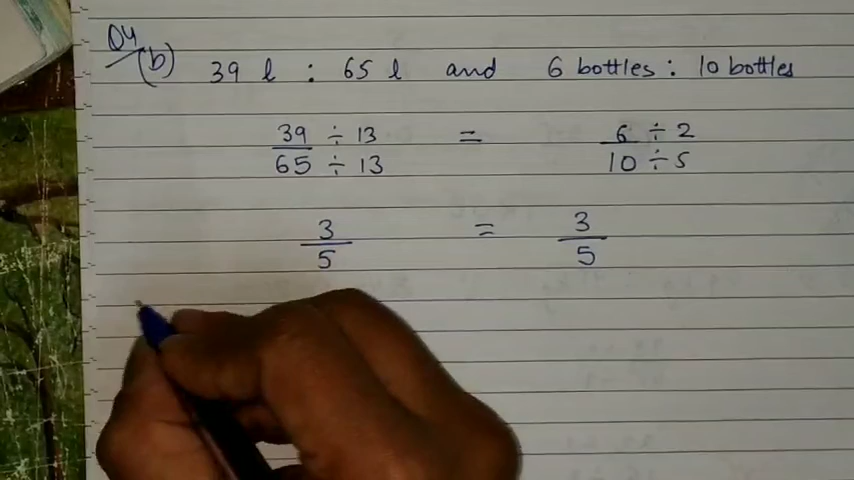 Q4
(b) 39 l : 65 l and 6 bottles : 10 bottles
39 ÷ 13 = 6 ÷ 2
65 ÷ 13 10 ÷ 5
3 = 3
5 5